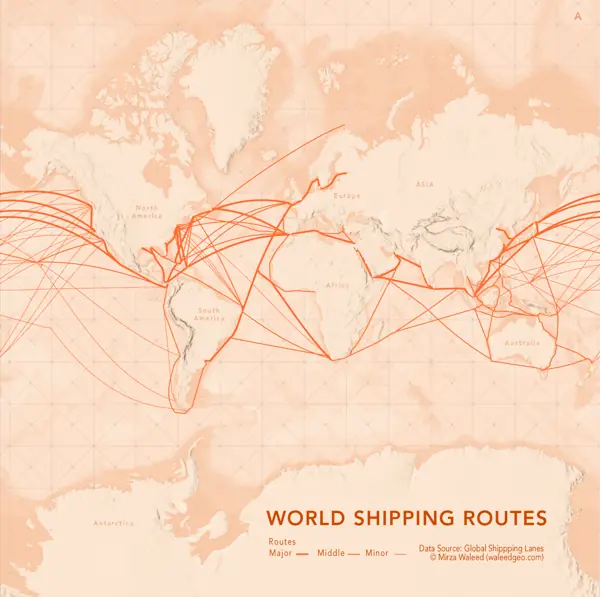 A
North
America
Europe
ASIA
Africa
South
America
Australia
Antarctica
WORLD SHIPPING ROUTES
Routes
Major Middle Minor
Data Source: Global Shippping Lanes
© Mirza Waleed (waleedgeo.com)